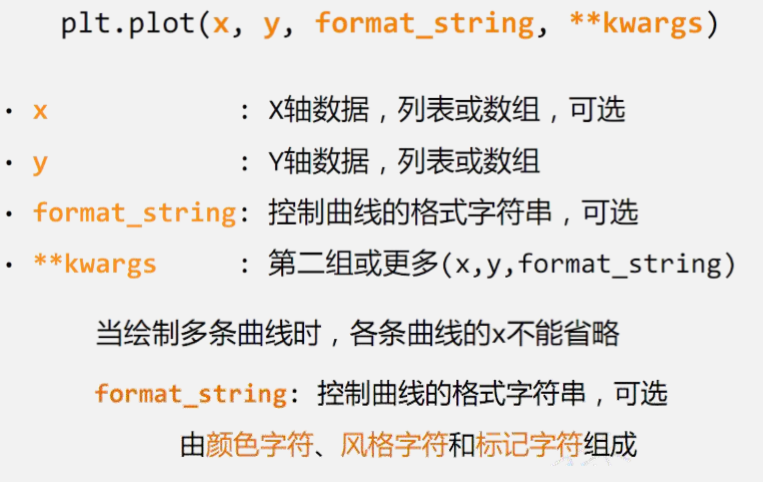 plt.plot(x, y, format_string, **kwargs)
· x : X轴数据，列表或数组，可选
· y : Y轴数据，列表或数组
· format_string: 控制曲线的格式字符串，可选
· **kwargs : 第二组或更多(x,y,format_string)
当绘制多条曲线时，各条曲线的x不能省略
format_string: 控制曲线的格式字符串，可选
由颜色字符、风格字符和标记字符组成